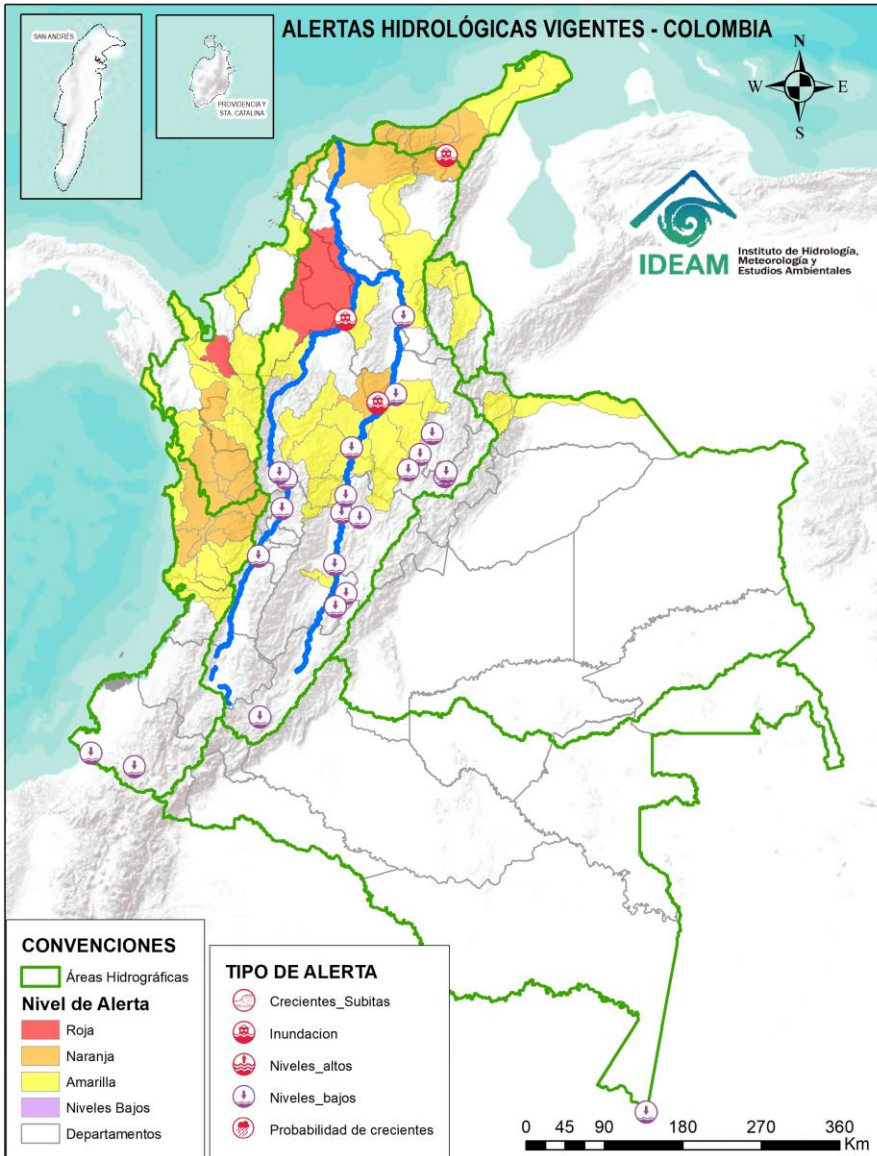 ALERTAS HIDROLÓGICAS VIGENTES - COLOMBIA
SAN ANDRÉS
PROVIDENCIA Y
STA. CATALINA
N
W
E
S
IDEAM
Instituto de Hidrología,
Meteorología y
Estudios Ambientales
CONVENCIONES
Áreas Hidrográficas
Nivel de Alerta
Roja
Naranja
Amarilla
Niveles Bajos
Departamentos
TIPO DE ALERTA
Crecientes_Subitas
Inundacion
Niveles_altos
Niveles_bajos
Probabilidad de crecientes
0 45 90 180 270 360
Km